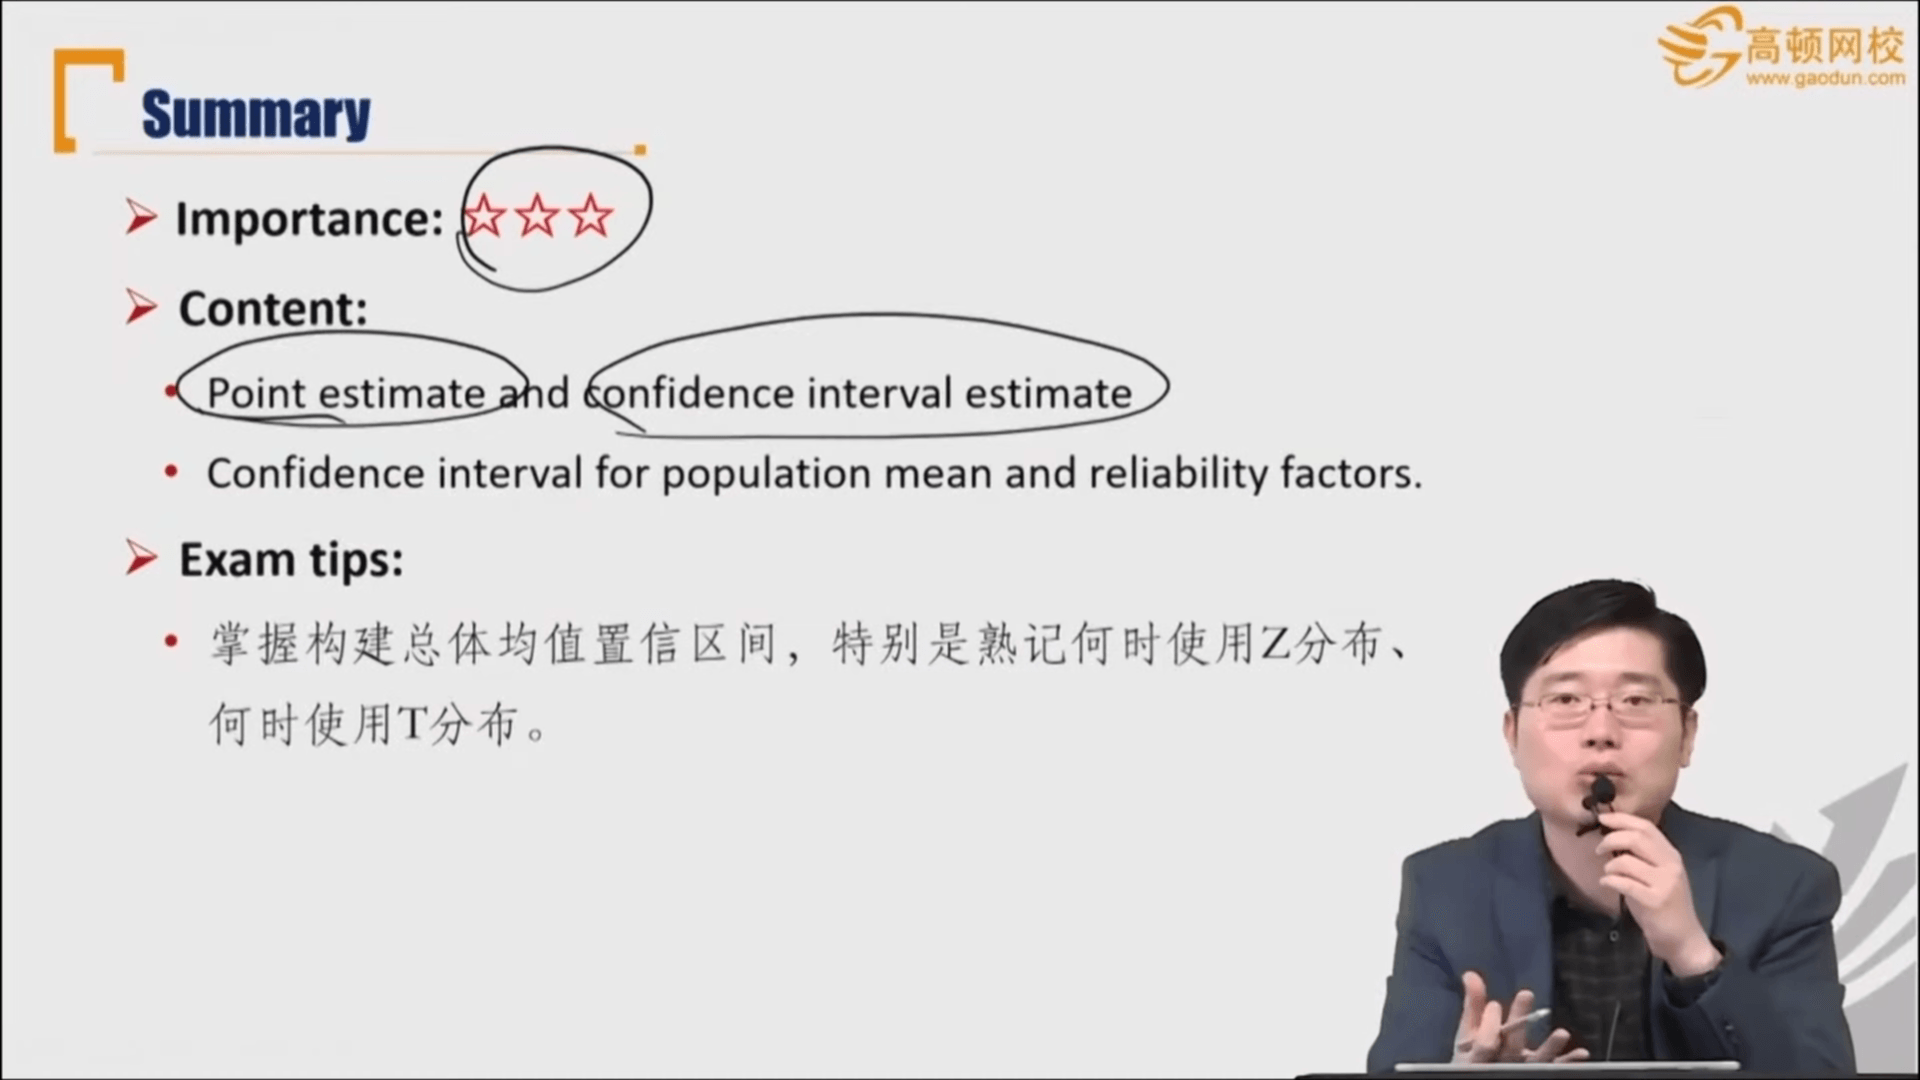 高顿网校
www.gaodun.com
Summary
Importance: ☆☆☆
Content:
Point estimate and confidence interval estimate
Confidence interval for population mean and reliability factors.
Exam tips:
掌握构建总体均值置信区间，特别是熟记何时使用Z分布、
何时使用T分布。